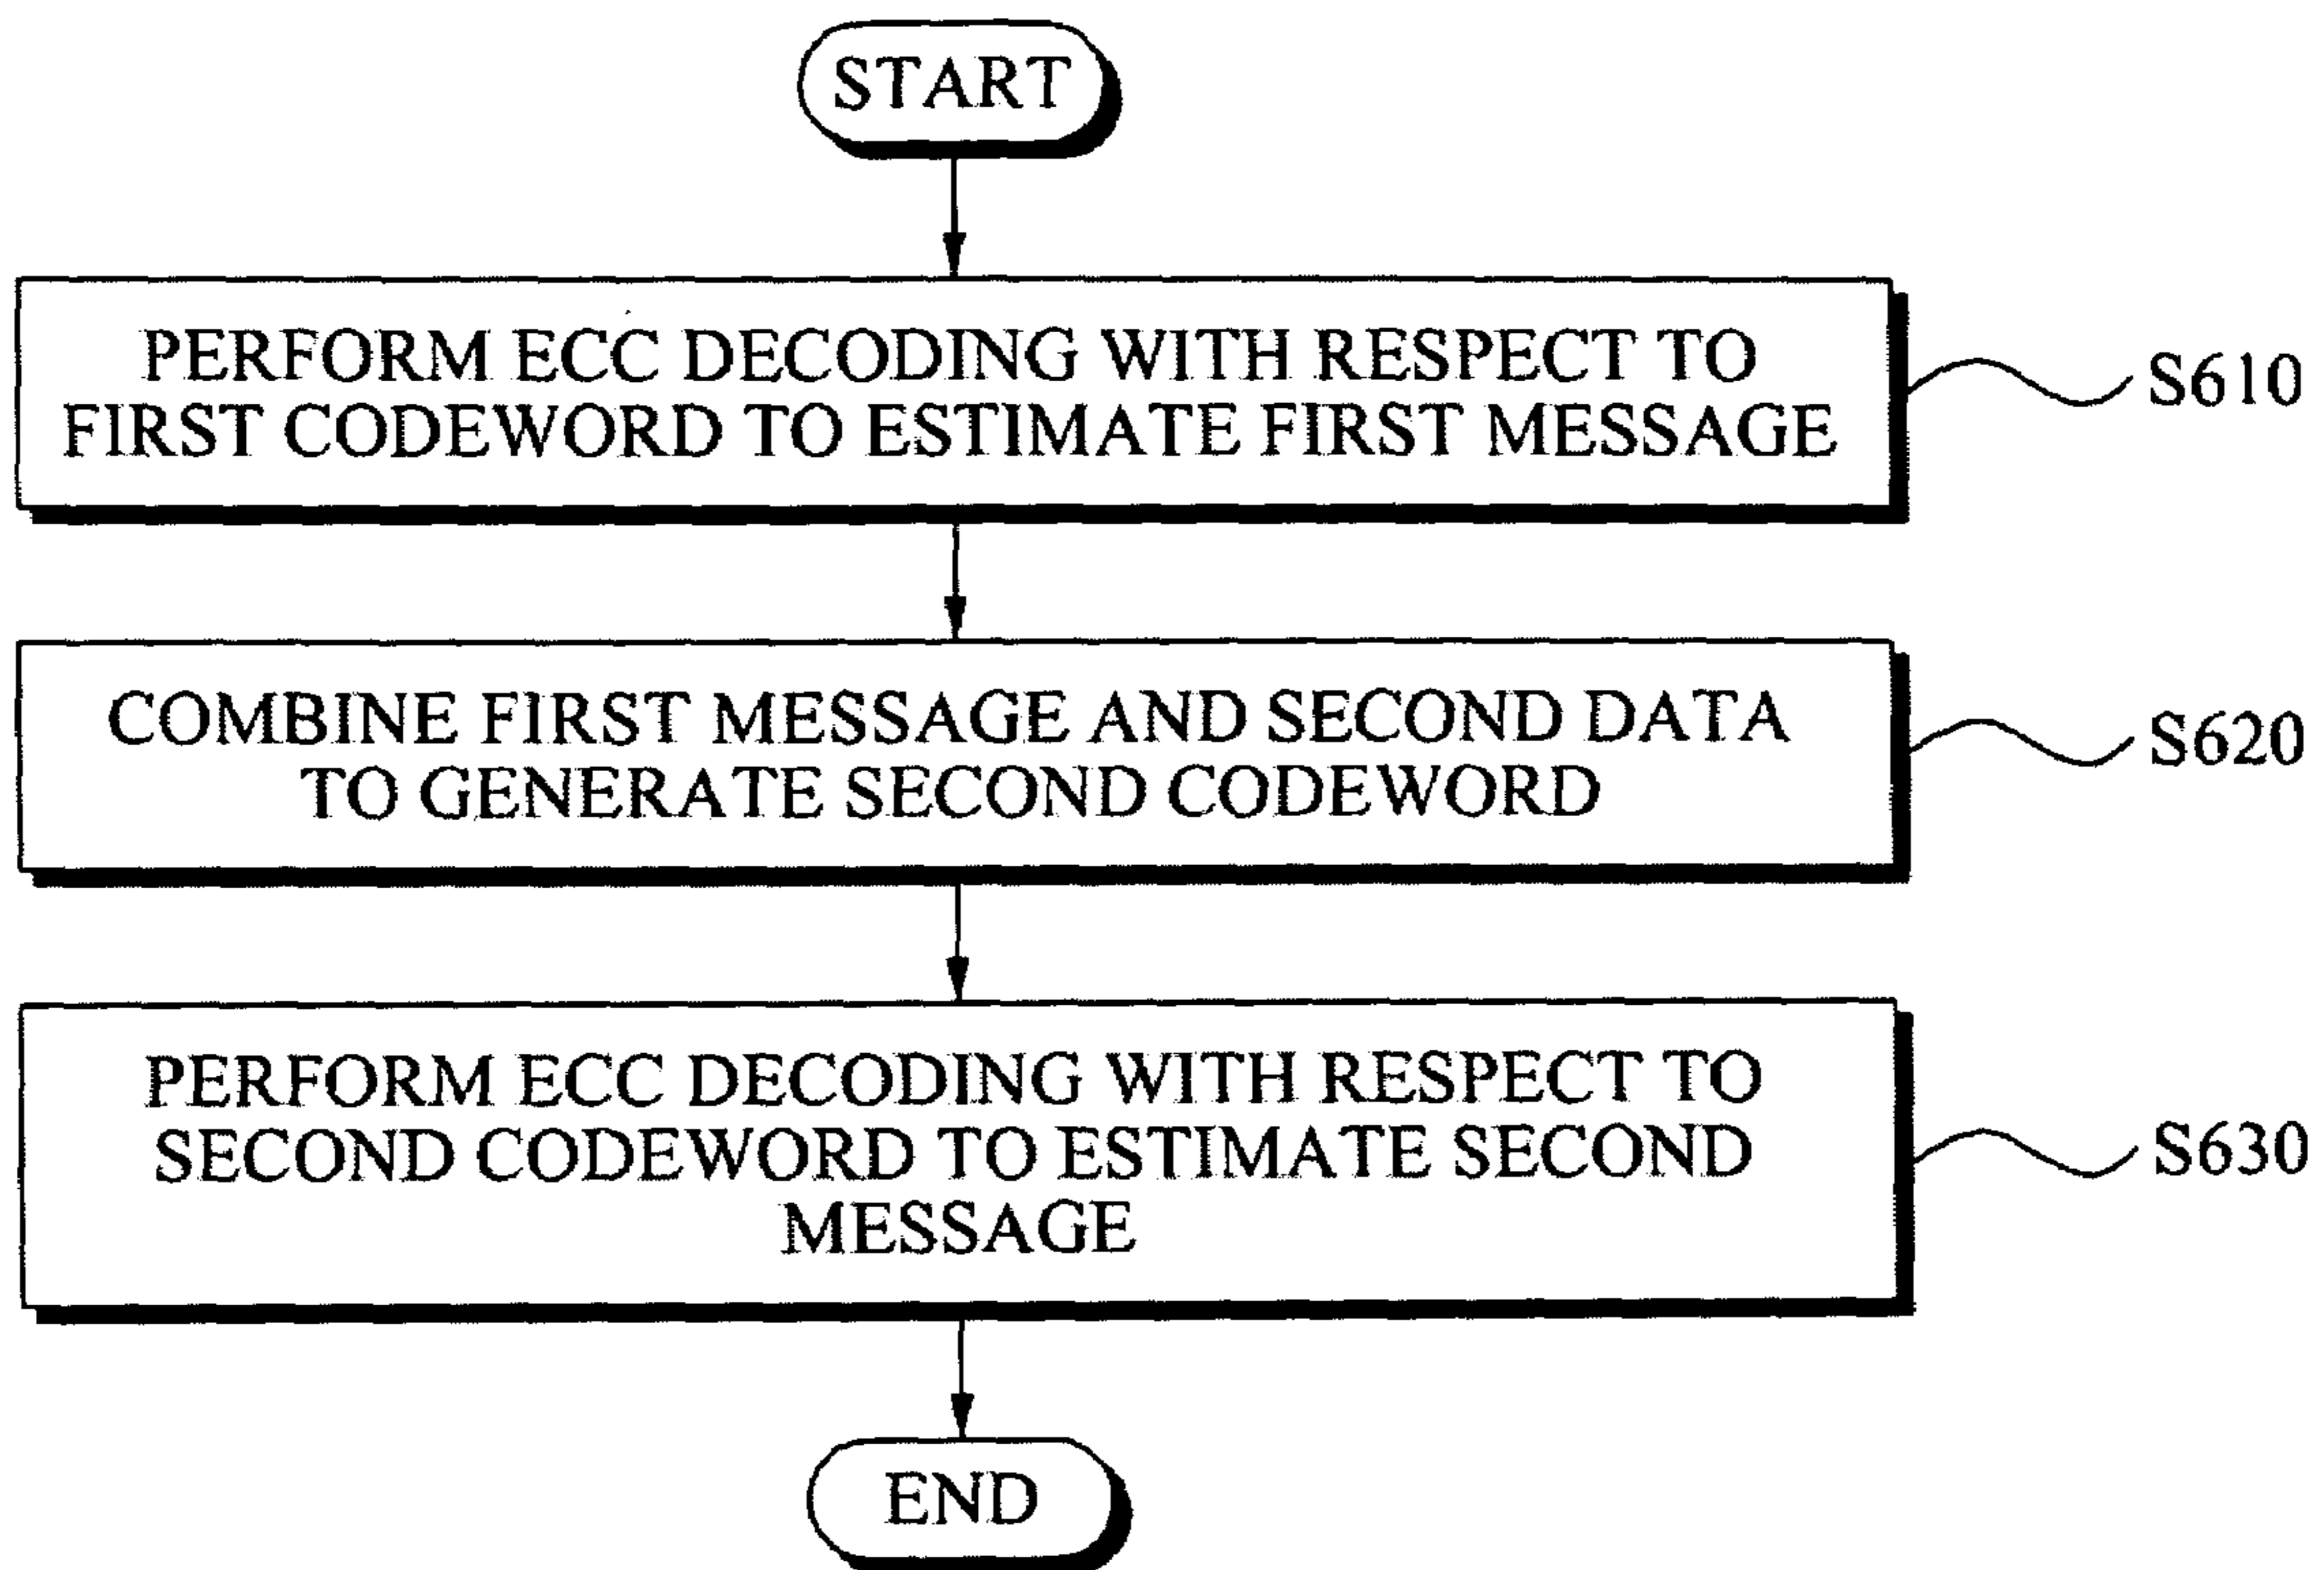 START
PERFORM ECC DECODING WITH RESPECT TO
FIRST CODEWORD TO ESTIMATE FIRST MESSAGE
S610
COMBINE FIRST MESSAGE AND SECOND DATA
TO GENERATE SECOND CODEWORD
S620
PERFORM ECC DECODING WITH RESPECT TO
SECOND CODEWORD TO ESTIMATE SECOND
MESSAGE
S630
END